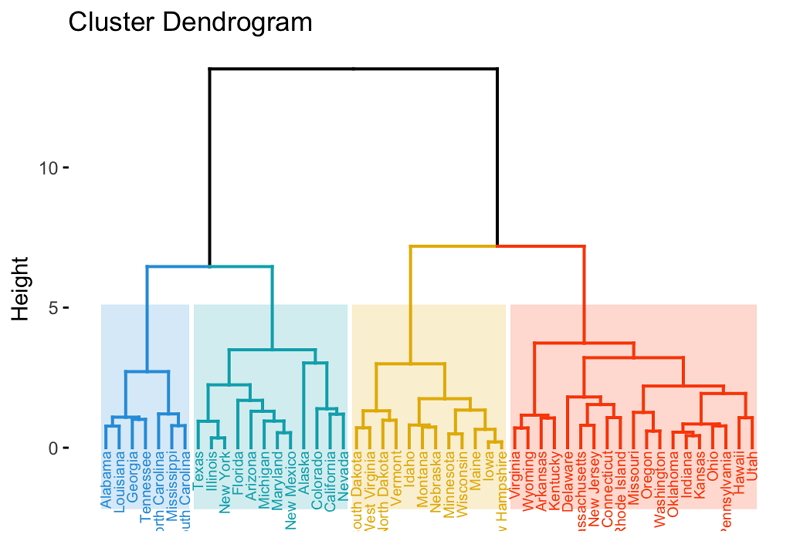 Cluster Dendrogram
Height
10
5
0
Alabama
Louisiana
Georgia
Tennessee
orth Carolina
Mississippi
outh Carolina
Texas
Illinois
New York
Florida
Arizona
Michigan
Maryland
New Mexico
Alaska
Colorado
California
Nevada
outh Dakota
West Virginia
North Dakota
Vermont
Idaho
Montana
Nebraska
Minnesota
Wisconsin
Maine
Iowa
w Hampshire
Virginia
Wyoming
Arkansas
Kentucky
Delaware
assachusetts
New Jersey
Connecticut
Rhode Island
Missouri
Oregon
Washington
Oklahoma
Indiana
Kansas
Ohio
Pennsylvania
Hawaii
Utah